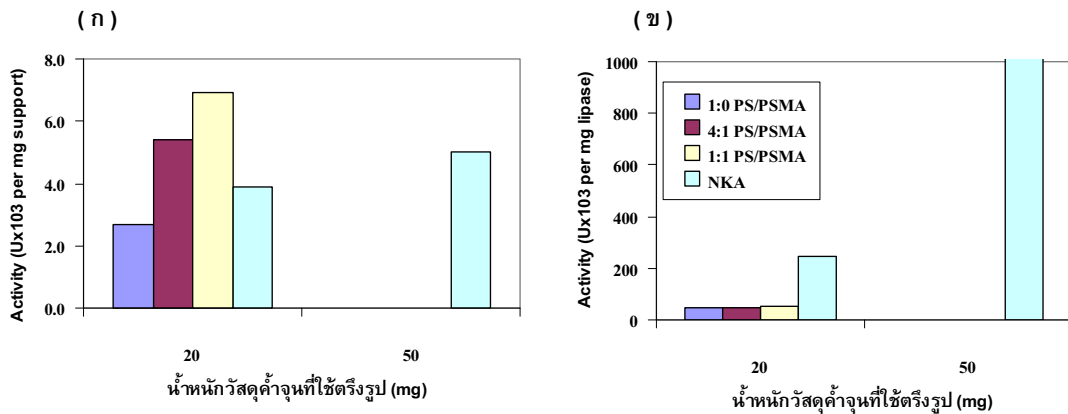 ( ก )
Activity (Ux103 per mg support)
8.0
6.0
4.0
2.0
0.0
20
50
น้ำหนักวัสดุค้ำจุนที่ใช้ตรึงรูป (mg)
( ข )
Activity (Ux103 per mg lipase)
1000
800
600
400
200
0
1:0 PS/PSMA
4:1 PS/PSMA
1:1 PS/PSMA
NKA
20
50
น้ำหนักวัสดุค้ำจุนที่ใช้ตรึงรูป (mg)